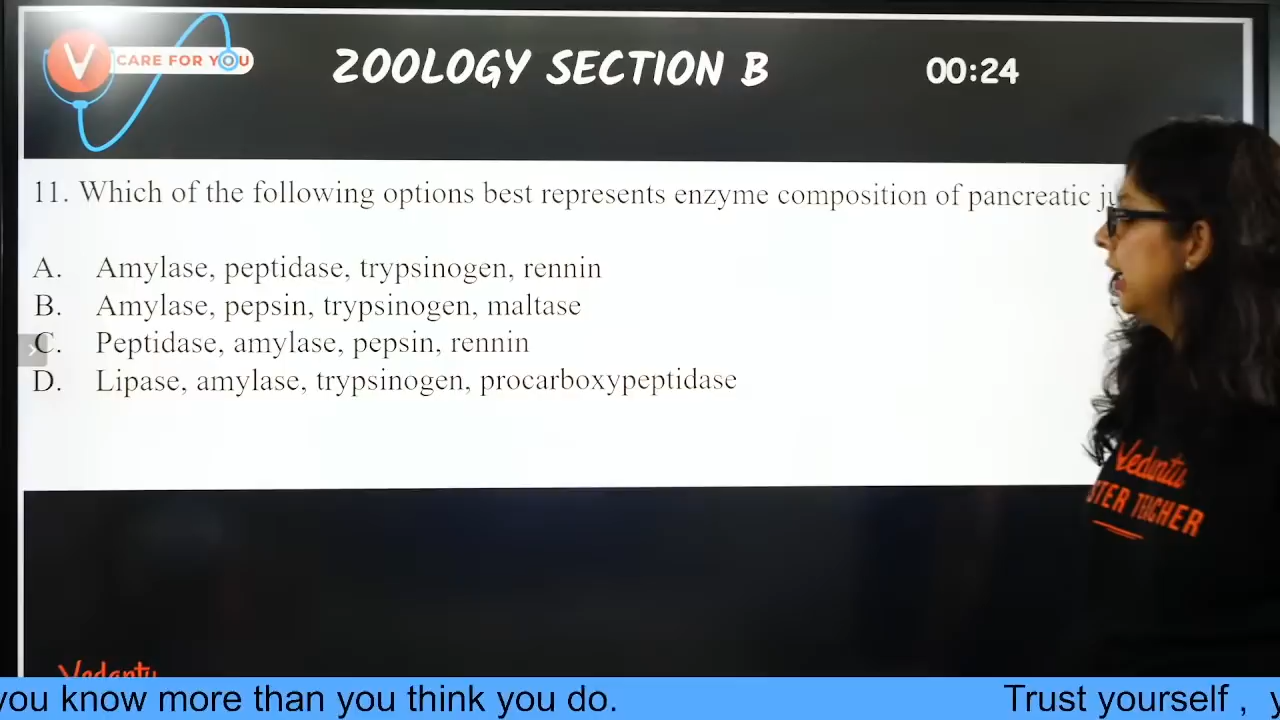 V CARE FOR YOU
ZOOLOGY SECTION B
00:24
11. Which of the following options best represents enzyme composition of pancreatic
A. Amylase, peptidase, trypsinogen, rennin
B. Amylase, pepsin, trypsinogen, maltase
C. Peptidase, amylase, pepsin, rennin
D. Lipase, amylase, trypsinogen, procarboxypeptidase
Vedantu
STER TEACHER
Vedantu
you know more than you think you do.
Trust yourself , y